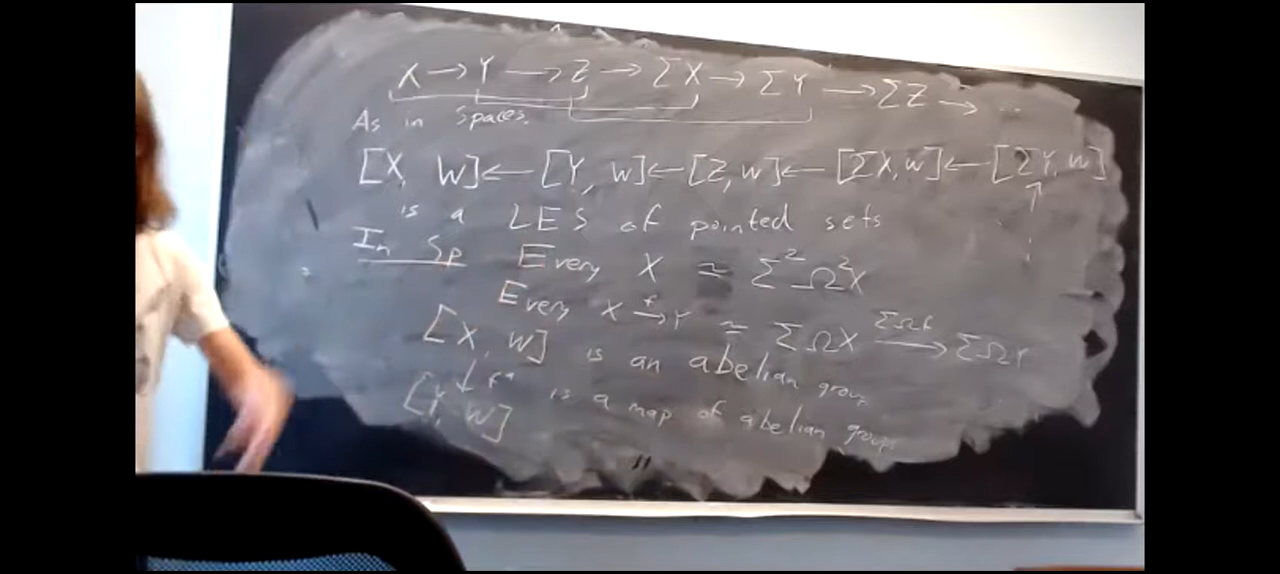 X → Y → Z → ΣX → ΣY → ΣZ → ...
As in Spaces.
[X, W] ← [Y, W] ← [Z, W] ← [ΣX, W] ← [ΣY, W]
is a LES of pointed sets
In Sp Every X ≃ Σ²Ω²X
Every X →f Y ≃ ΣΩX →ΣΩf ΣΩY
[X, W] is an abelian group
↓ f*
[Y, W] is a map of abelian groups